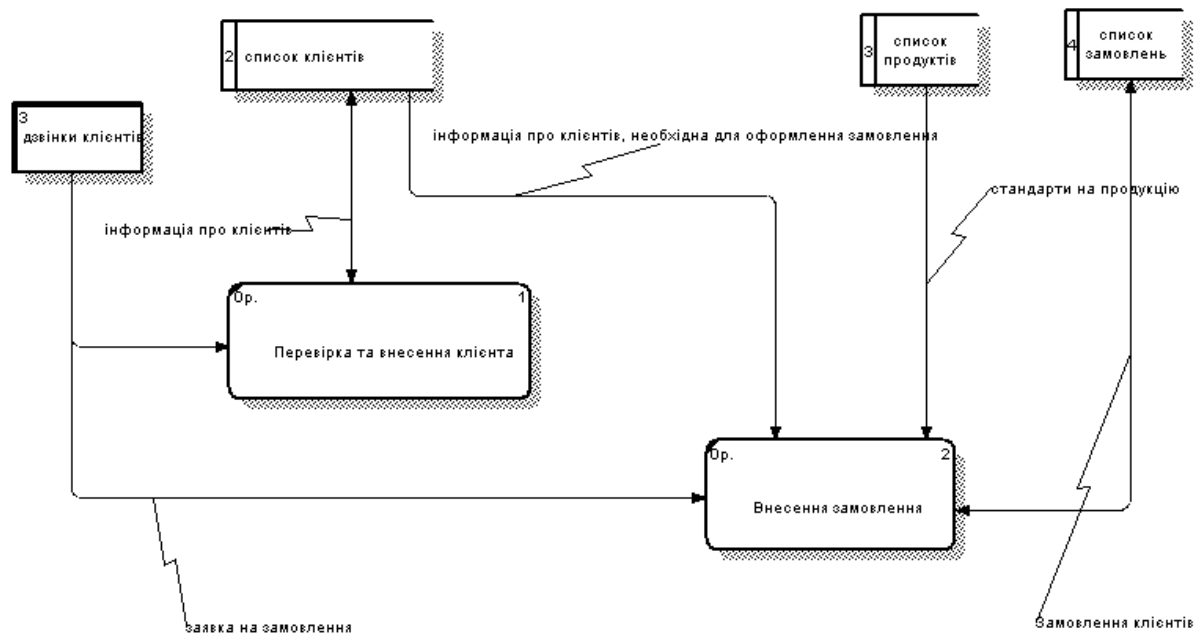 2 список клієнтів
3 список
продуктів
4 список
замовлень
3
дзвінки клієнтів
інформація про клієнтів, необхідна для оформлення замовлення
стандарти на продукцію
інформація про клієнтів
0р. 1
Перевірка та внесення клієнта
0р. 2
Внесення замовлення
заявка на замовлення
Замовлення клієнтів